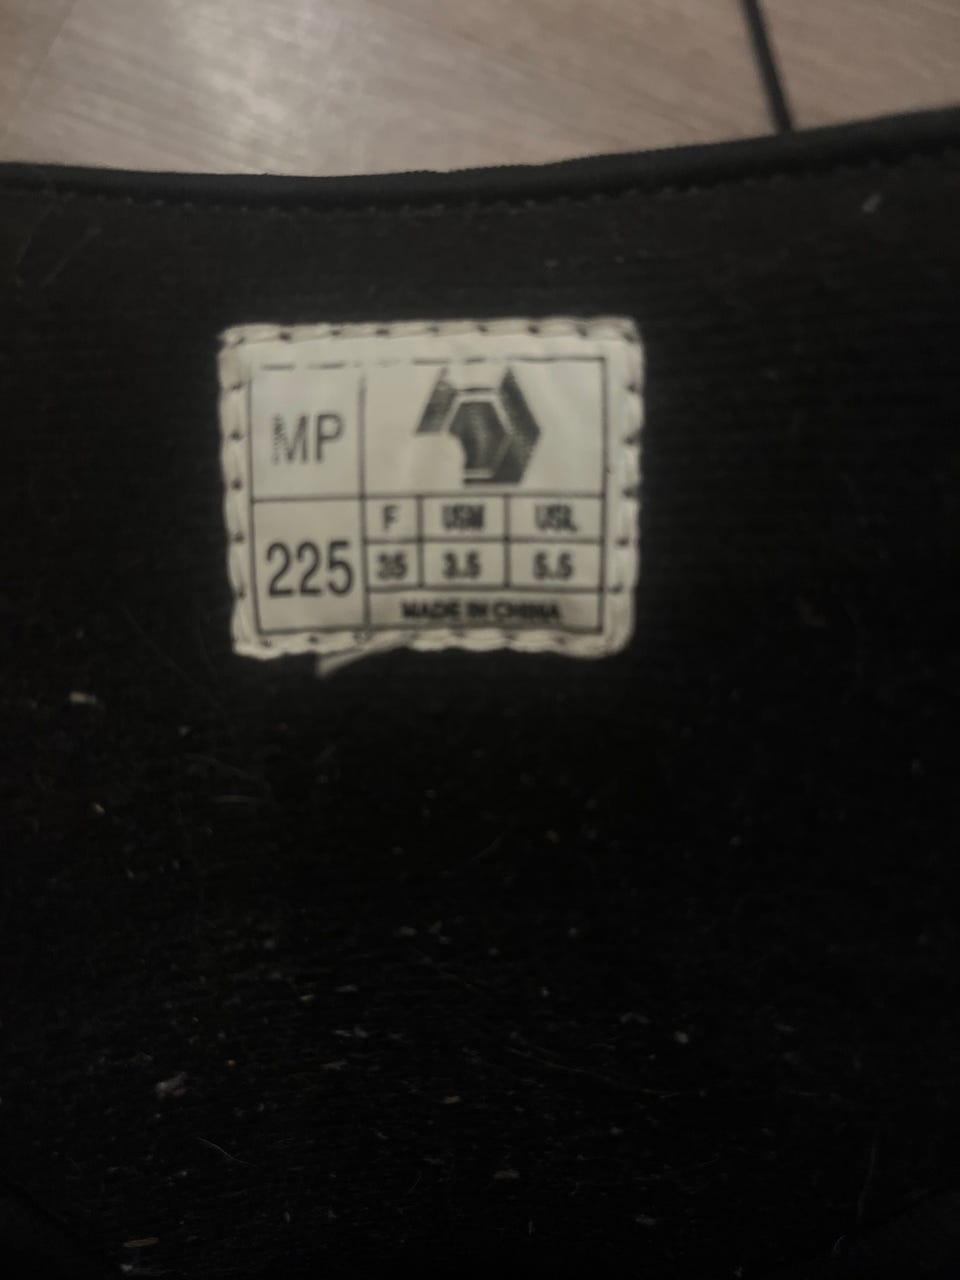 MP
F USM USL
225 35 3.5 5.5
MADE IN CHINA